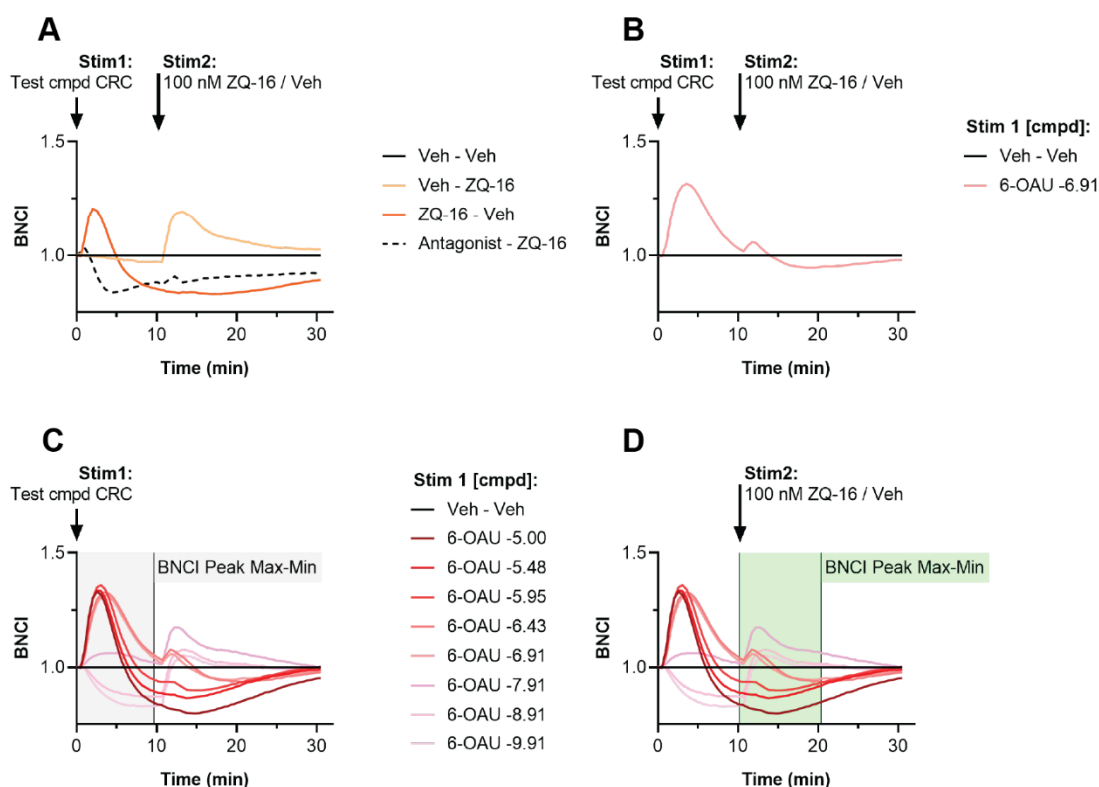 A
Stim1:
Test cmpd CRC
Stim2:
100 nM ZQ-16 / Veh
1.5
1.0
BNCI
0
10
20
30
Time (min)
Veh - Veh
Veh - ZQ-16
ZQ-16 - Veh
Antagonist - ZQ-16
B
Stim1:
Test cmpd CRC
Stim2:
100 nM ZQ-16 / Veh
1.5
1.0
BNCI
0
10
20
30
Time (min)
Stim 1 [cmpd]:
Veh - Veh
6-OAU -6.91
C
Stim1:
Test cmpd CRC
BNCI Peak Max-Min
1.5
1.0
BNCI
0
10
20
30
Time (min)
Stim 1 [cmpd]:
Veh - Veh
6-OAU -5.00
6-OAU -5.48
6-OAU -5.95
6-OAU -6.43
6-OAU -6.91
6-OAU -7.91
6-OAU -8.91
6-OAU -9.91
D
Stim2:
100 nM ZQ-16 / Veh
BNCI Peak Max-Min
1.5
1.0
BNCI
0
10
20
30
Time (min)